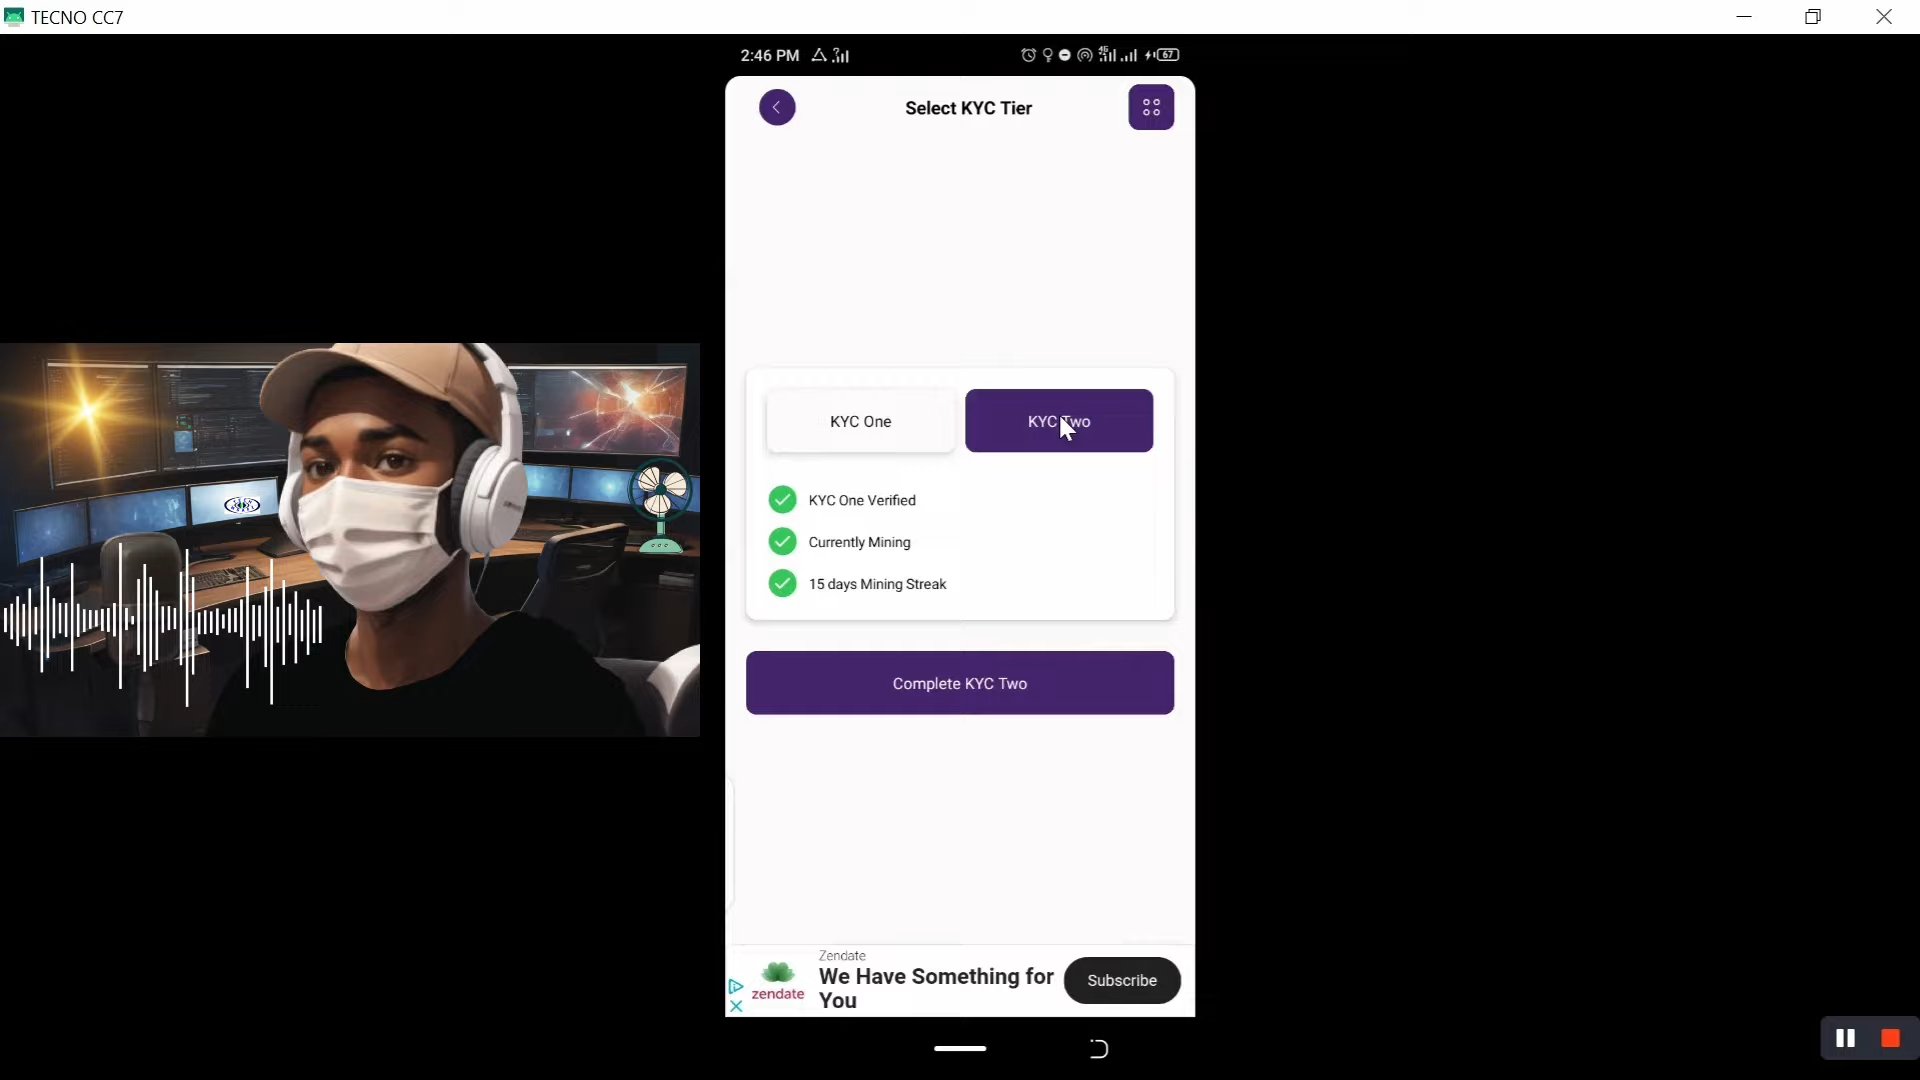 TECNO CC7
2:46 PM
67
Select KYC Tier
KYC One
KYC Two
KYC One Verified
Currently Mining
15 days Mining Streak
Complete KYC Two
Zendate
We Have Something for
You
zendate
Subscribe